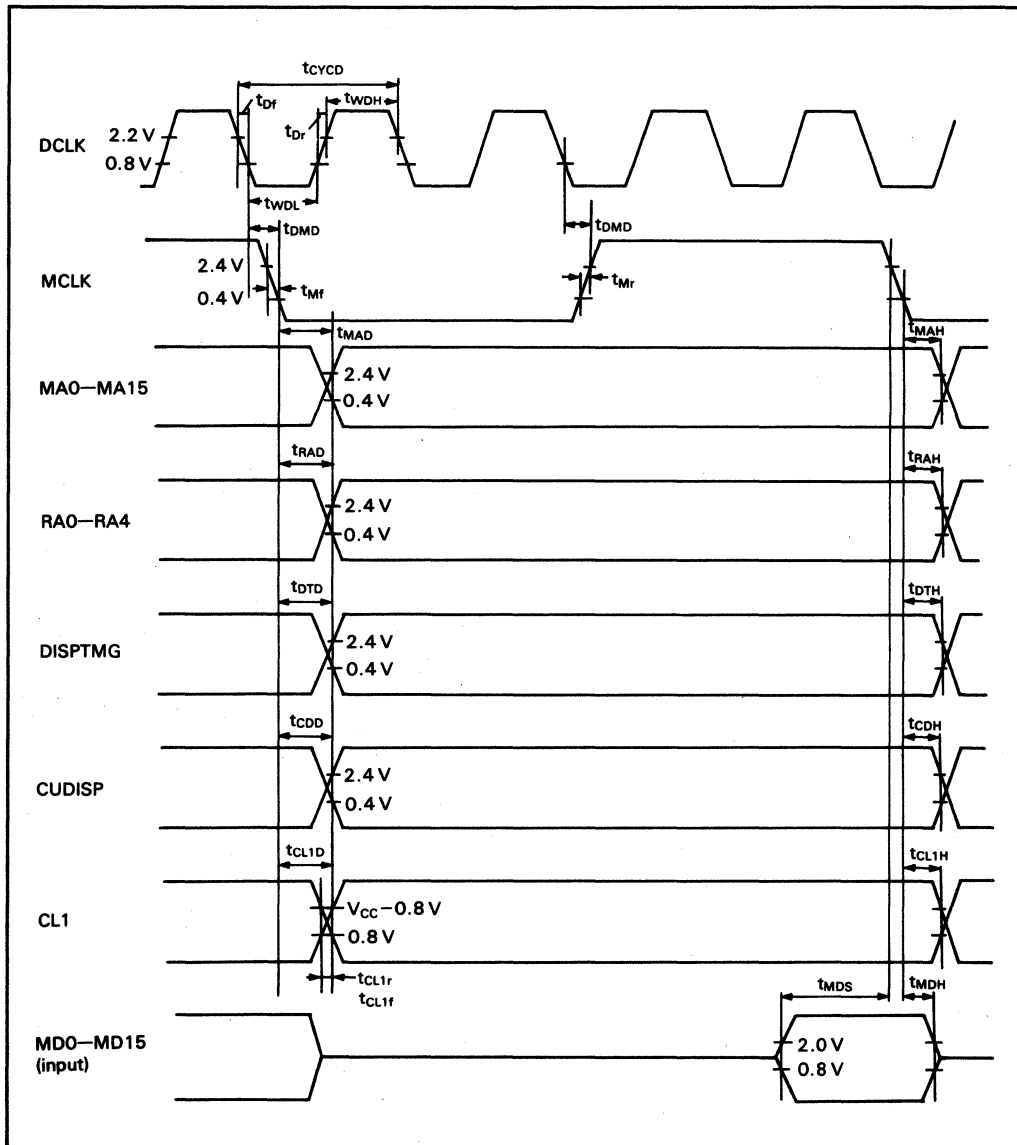 tCYCD
tDf
tWDH
tDr
DCLK
2.2 V
0.8 V
tWDL
tDMD
tDMD
MCLK
2.4 V
0.4 V
tMf
tMr
tMAD
tMAH
MA0—MA15
2.4 V
0.4 V
tRAD
tRAH
RA0—RA4
2.4 V
0.4 V
tDTD
tDTH
DISPTMG
2.4 V
0.4 V
tCDD
tCDH
CUDISP
2.4 V
0.4 V
tCL1D
tCL1H
CL1
VCC−0.8 V
0.8 V
tCL1r
tCL1f
tMDS
tMDH
MD0—MD15
(input)
2.0 V
0.8 V